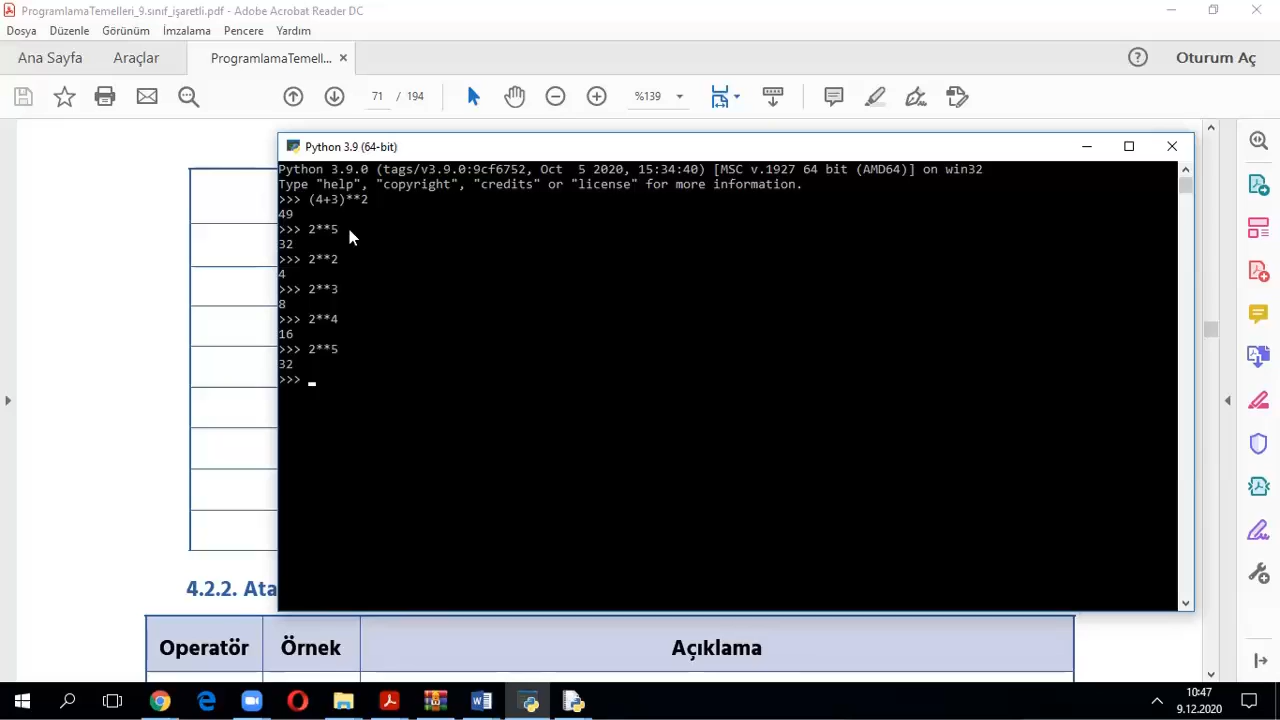 ProgramlamaTemelleri_9.sınıf_işaretli.pdf - Adobe Acrobat Reader DC
Dosya Düzenle Görünüm İmzalama Pencere Yardım
Ana Sayfa Araçlar ProgramlamaTemell... Oturum Aç
71 / 194 %139
Python 3.9 (64-bit)
Python 3.9.0 (tags/v3.9.0:9cf6752, Oct  5 2020, 15:34:40) [MSC v.1927 64 bit (AMD64)] on win32
Type "help", "copyright", "credits" or "license" for more information.
>>> (4+3)**2
49
>>> 2**5
32
>>> 2**2
4
>>> 2**3
8
>>> 2**4
16
>>> 2**5
32
>>>
4.2.2. Ata
Operatör Örnek Açıklama
10:47
9.12.2020